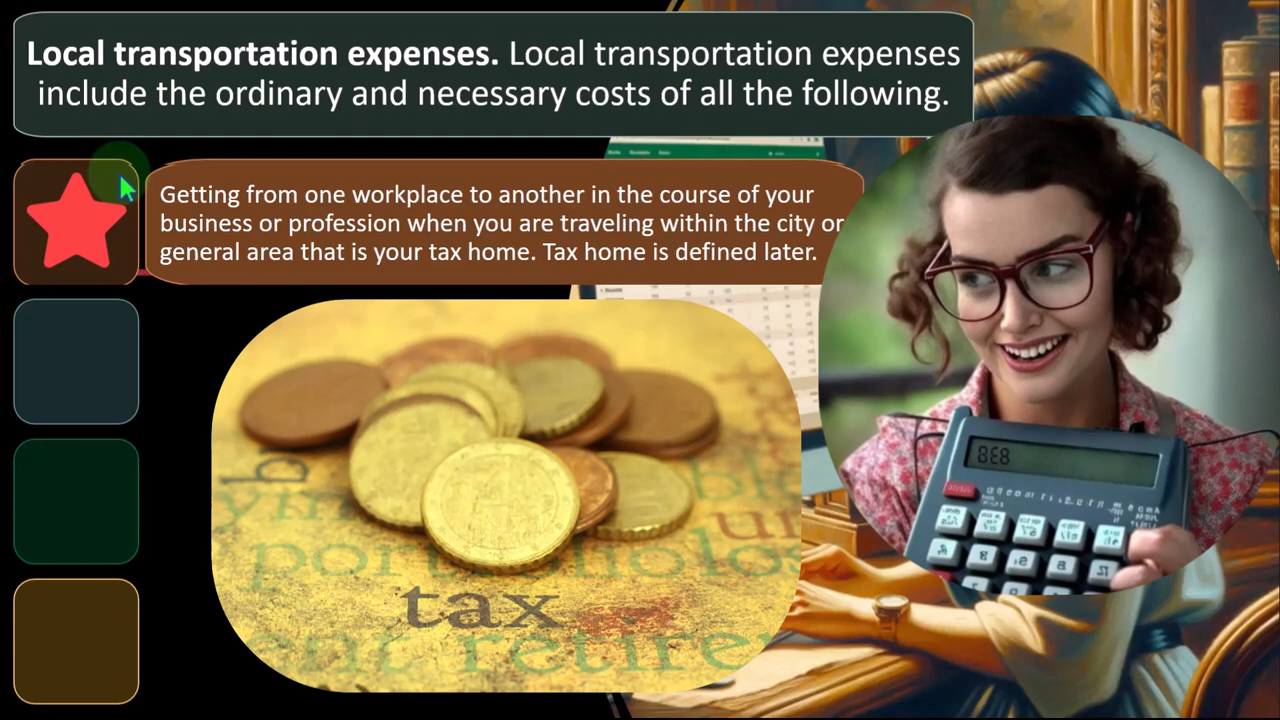 Local transportation expenses. Local transportation expenses
include the ordinary and necessary costs of all the following.
Getting from one workplace to another in the course of your
business or profession when you are traveling within the city or
general area that is your tax home. Tax home is defined later.
tax